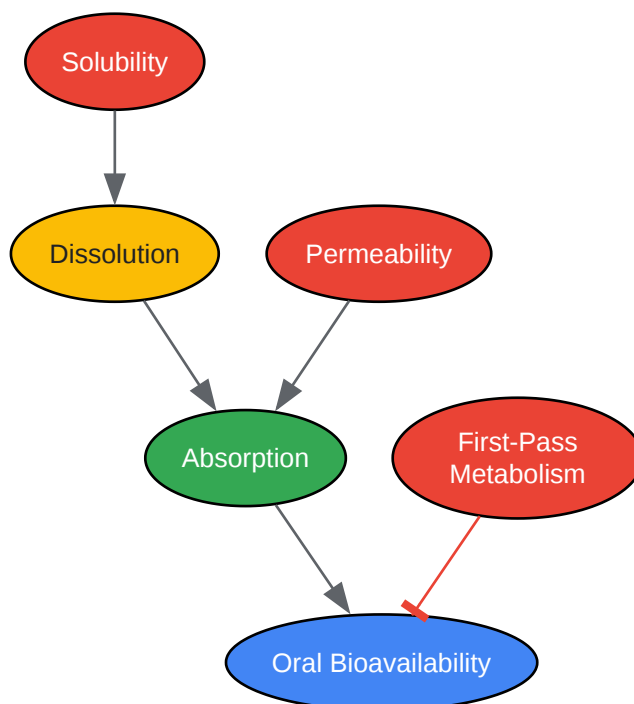 Solubility
Dissolution
Permeability
Absorption
First-Pass
Metabolism
Oral Bioavailability